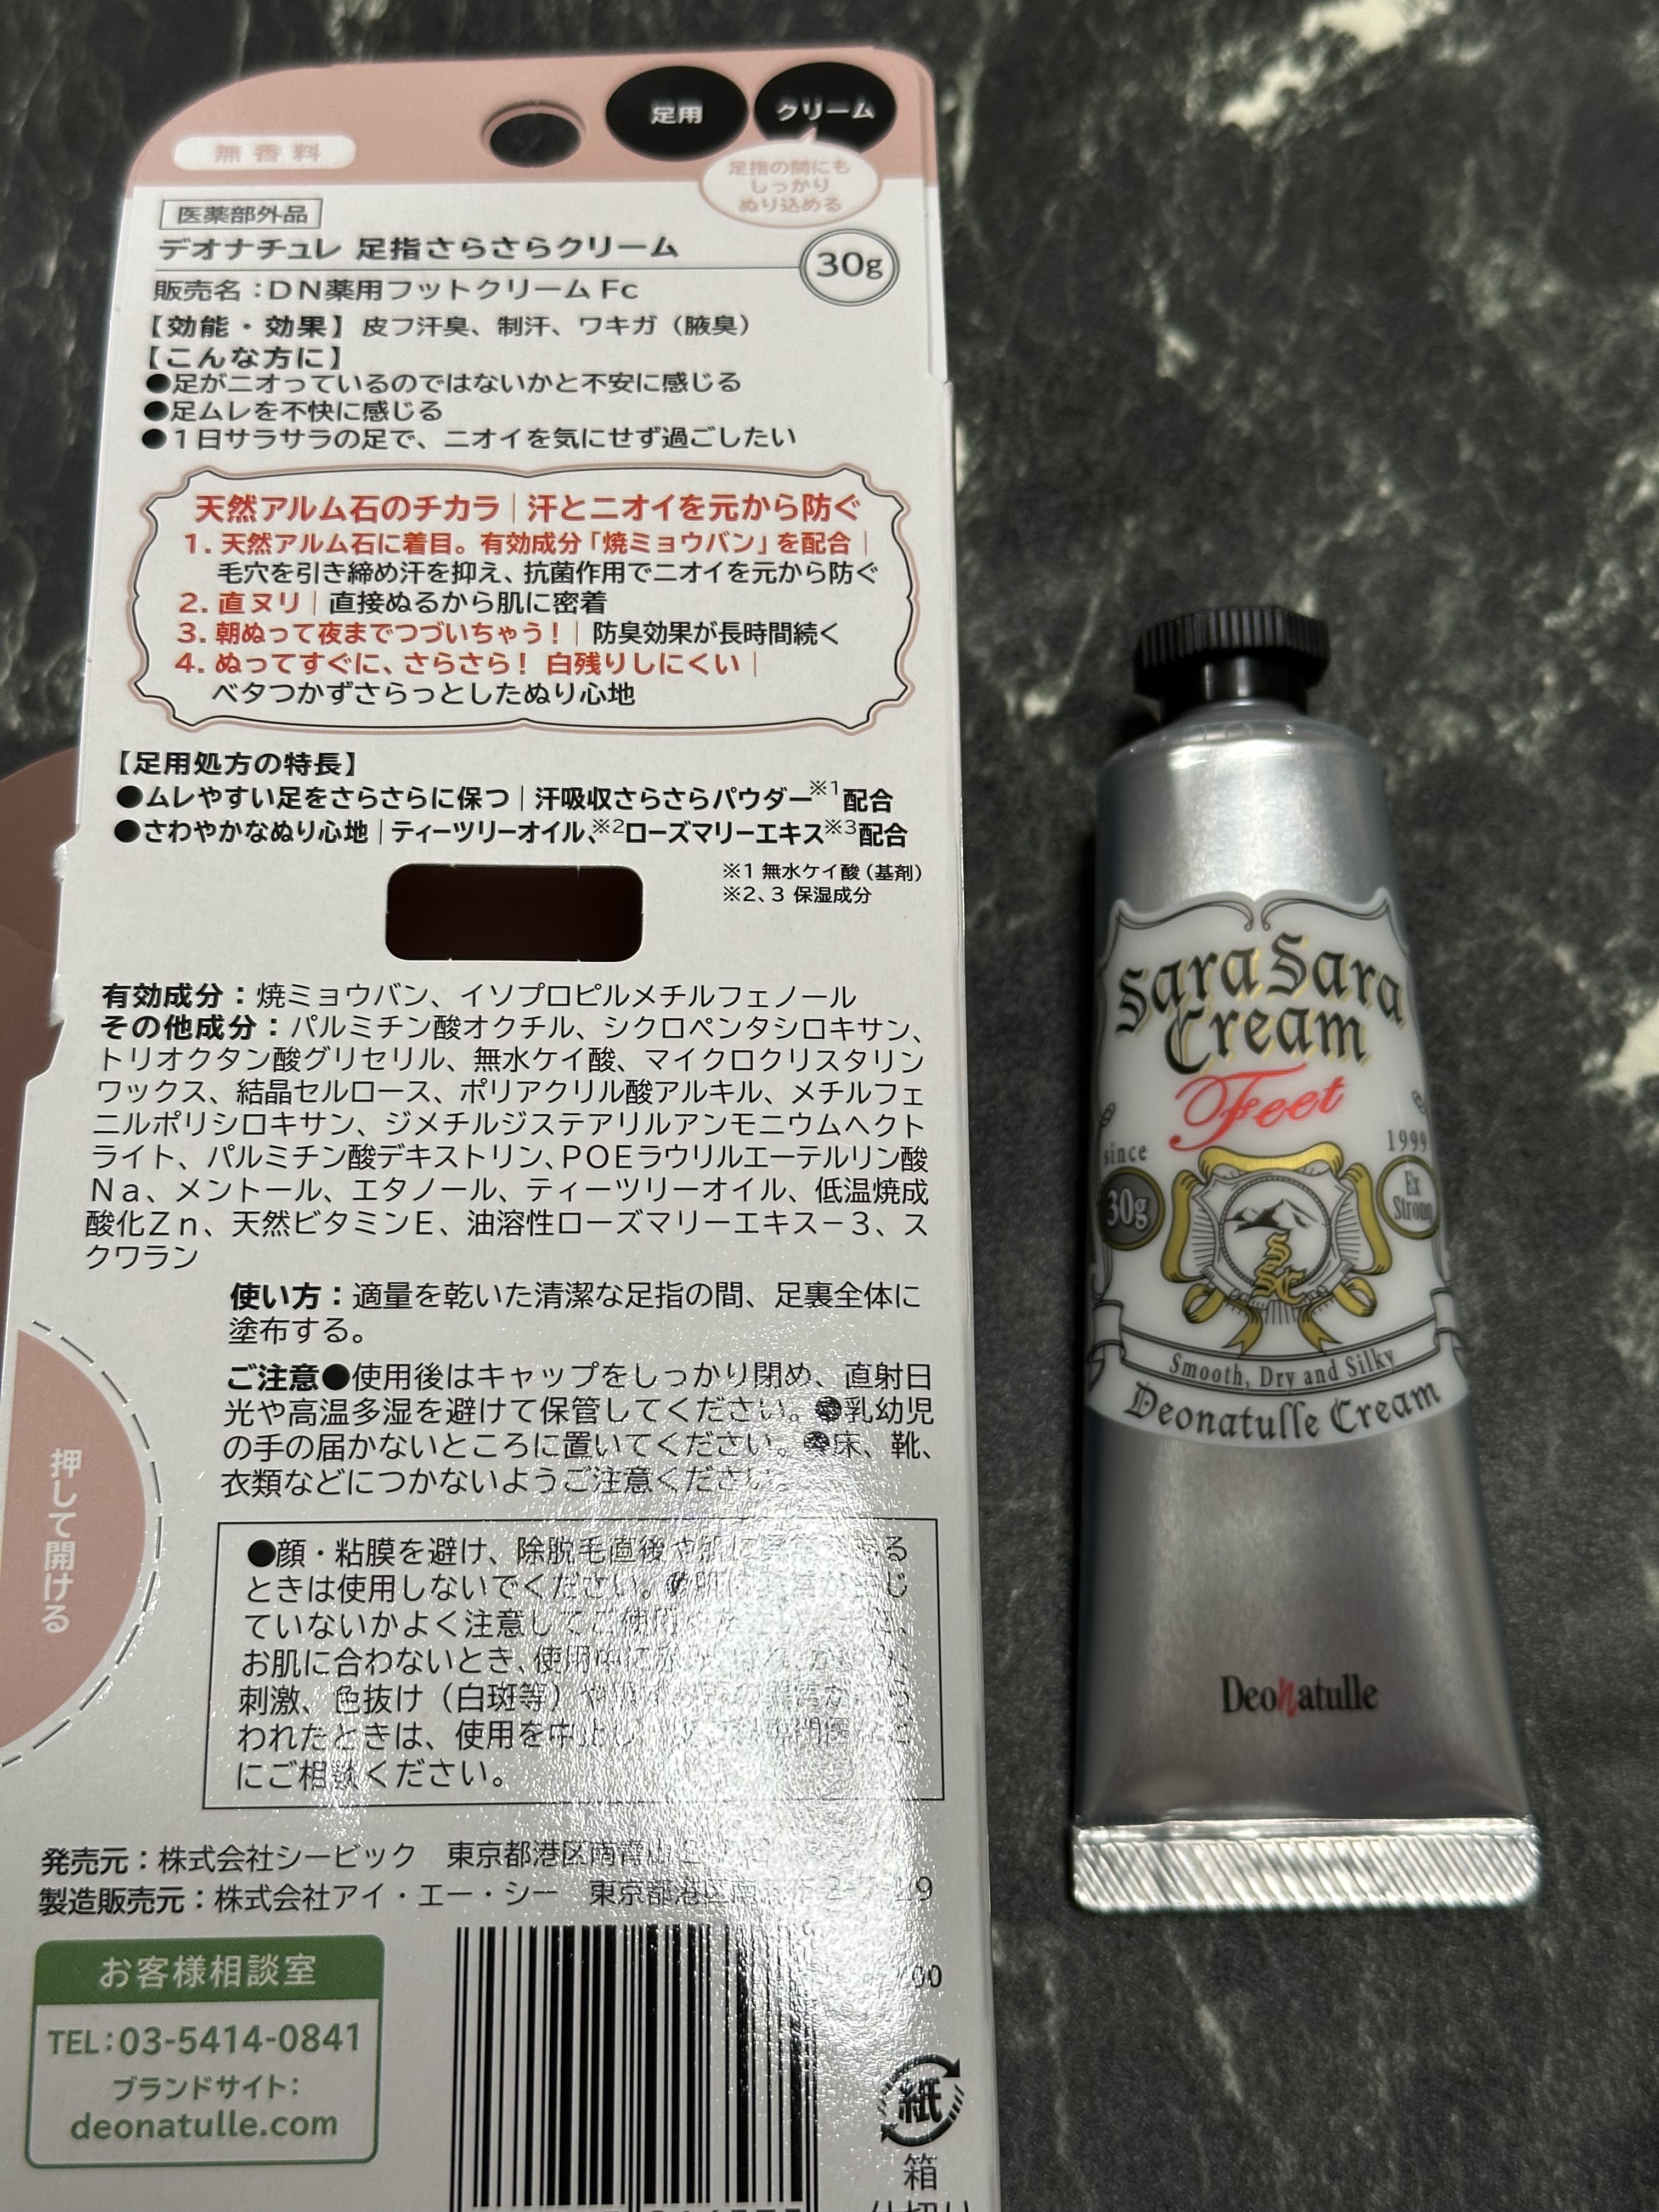 足用
クリーム
無香料
足指の間にも
しっかり
ぬり込める
医薬部外品
デオナチュレ 足指さらさらクリーム
30g
販売名：DN薬用フットクリーム Fc
【効能・効果】皮フ汗臭、制汗、ワキガ（腋臭）
【こんな方に】
●足がニオっているのではないかと不安に感じる
●足ムレを不快に感じる
●1日サラサラの足で、ニオイを気にせず過ごしたい
天然アルム石のチカラ｜汗とニオイを元から防ぐ
1. 天然アルム石に着目。有効成分「焼ミョウバン」を配合｜
毛穴を引き締め汗を抑え、抗菌作用でニオイを元から防ぐ
2. 直ヌリ｜直接ぬるから肌に密着
3. 朝ぬって夜までつづいちゃう！｜防臭効果が長時間続く
4. ぬってすぐに、さらさら！ 白残りしにくい｜
ベタつかずさらっとしたぬり心地
【足用処方の特長】
●ムレやすい足をさらさらに保つ｜汗吸収さらさらパウダー※1配合
●さわやかなぬり心地｜ティーツリーオイル、※2ローズマリーエキス※3配合
※1 無水ケイ酸（基剤）
※2、3 保湿成分
有効成分：焼ミョウバン、イソプロピルメチルフェノール
その他成分：パルミチン酸オクチル、シクロペンタシロキサン、
トリオクタン酸グリセリル、無水ケイ酸、マイクロクリスタリン
ワックス、結晶セルロース、ポリアクリル酸アルキル、メチルフェ
ニルポリシロキサン、ジメチルジステアリルアンモニウムヘクト
ライト、パルミチン酸デキストリン、POEラウリルエーテルリン酸
Na、メントール、エタノール、ティーツリーオイル、低温焼成
酸化Zn、天然ビタミンE、油溶性ローズマリーエキス－3、ス
クワラン
使い方：適量を乾いた清潔な足指の間、足裏全体に
塗布する。
ご注意●使用後はキャップをしっかり閉め、直射日
光や高温多湿を避けて保管してください。●乳幼児
の手の届かないところに置いてください。●床、靴、
衣類などにつかないようご注意ください。
●顔・粘膜を避け、除脱毛直後や
ときは使用しないでください。
ていないかよく注意して
お肌に合わないとき、使用中に
刺激、色抜け（白斑等）や
われたときは、使用を中止し
にご相談ください。
押して開ける
発売元：株式会社シービック 東京都港区南青山
製造販売元：株式会社アイ・エー・シー 東京都港区
お客様相談室
TEL：03-5414-0841
ブランドサイト：
deonatulle.com
紙
箱
Sara Sara
Cream
Feet
since
1999
30g
Ex
Strong
SSC
Smooth, Dry and Silky
Deonatulle Cream
Deonatulle